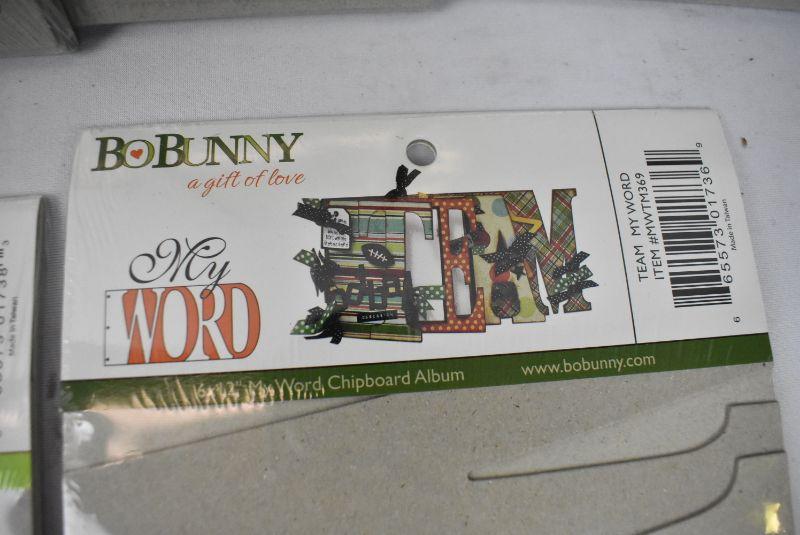 BOBUNNY
a gift of love
My
WORD
TEAM
TEAM MY WORD
ITEM #MWTM369
6 65573 01736 9
Made in Taiwan
6x12" My Word Chipboard Album
www.bobunny.com
Made in Taiwan